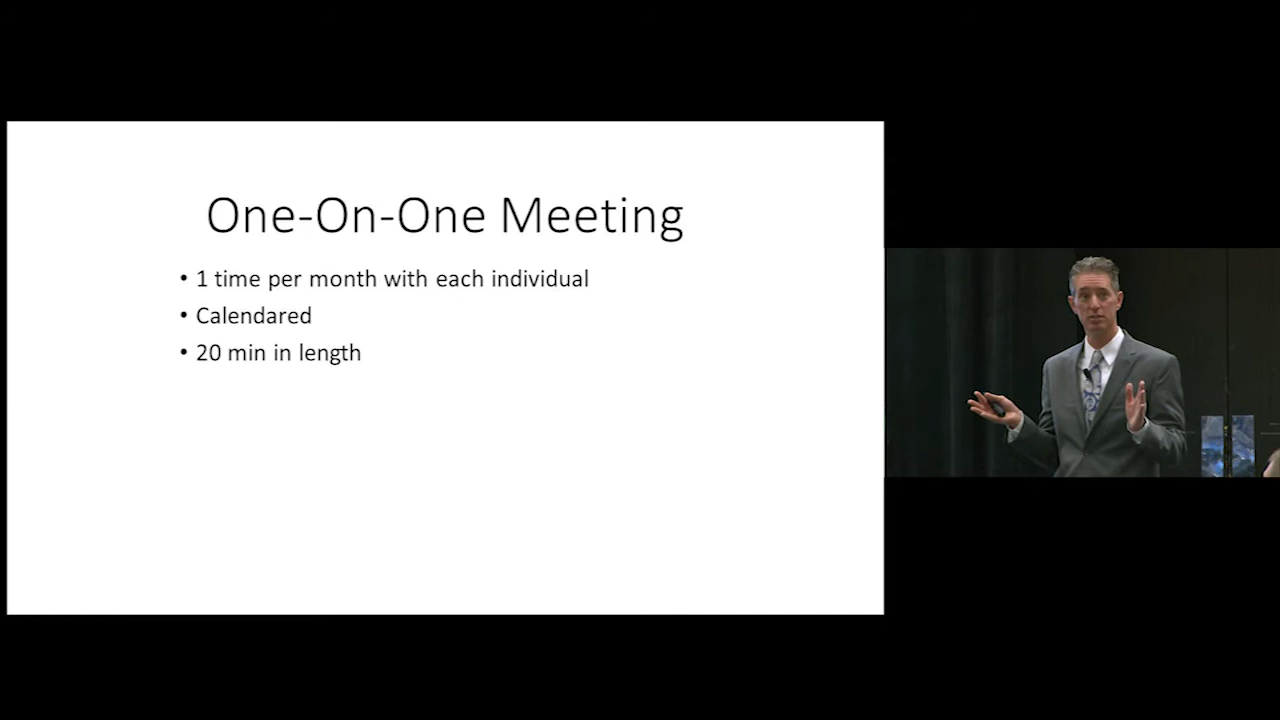 One-On-One Meeting
• 1 time per month with each individual
• Calendared
• 20 min in length